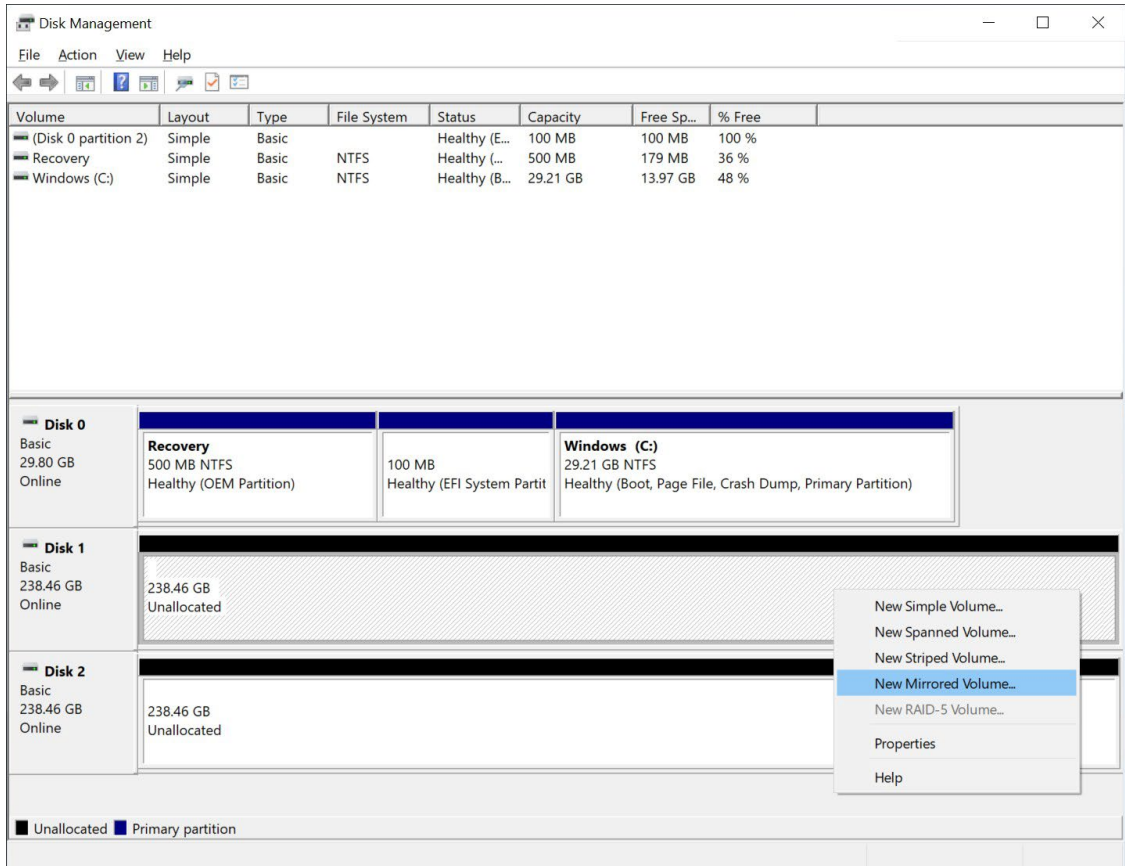 Disk Management
File Action View Help
Volume Layout Type File System Status Capacity Free Sp... % Free
(Disk 0 partition 2) Simple Basic Healthy (E... 100 MB 100 MB 100 %
Recovery Simple Basic NTFS Healthy (... 500 MB 179 MB 36 %
Windows (C:) Simple Basic NTFS Healthy (B... 29.21 GB 13.97 GB 48 %
Disk 0
Basic
29.80 GB
Online
Recovery
500 MB NTFS
Healthy (OEM Partition)
100 MB
Healthy (EFI System Partit
Windows (C:)
29.21 GB NTFS
Healthy (Boot, Page File, Crash Dump, Primary Partition)
Disk 1
Basic
238.46 GB
Online
238.46 GB
Unallocated
Disk 2
Basic
238.46 GB
Online
238.46 GB
Unallocated
New Simple Volume...
New Spanned Volume...
New Striped Volume...
New Mirrored Volume...
New RAID-5 Volume...
Properties
Help
Unallocated Primary partition